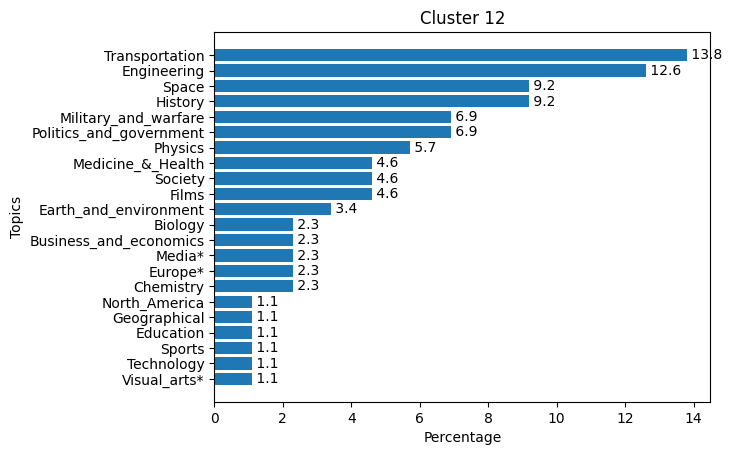 Cluster 12
Topics
Transportation 13.8
Engineering 12.6
Space 9.2
History 9.2
Military_and_warfare 6.9
Politics_and_government 6.9
Physics 5.7
Medicine_&_Health 4.6
Society 4.6
Films 4.6
Earth_and_environment 3.4
Biology 2.3
Business_and_economics 2.3
Media* 2.3
Europe* 2.3
Chemistry 2.3
North_America 1.1
Geographical 1.1
Education 1.1
Sports 1.1
Technology 1.1
Visual_arts* 1.1
0 2 4 6 8 10 12 14
Percentage